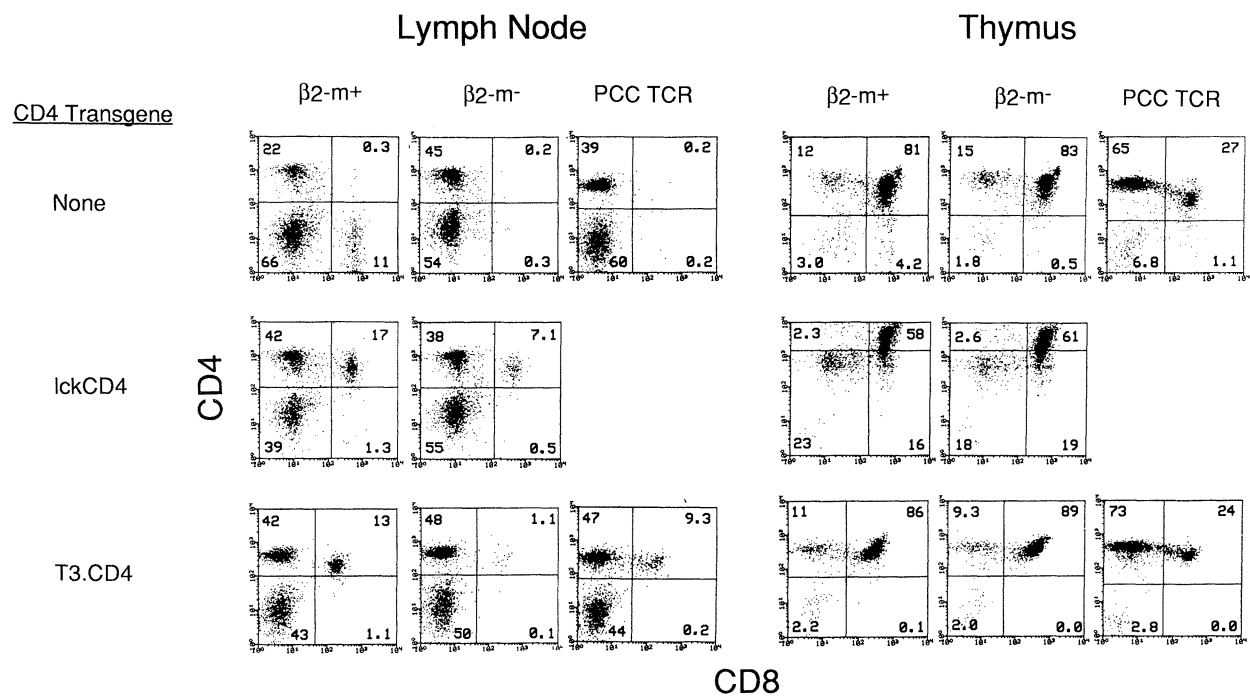 Lymph Node Thymus
CD4 Transgene β2-m+ β2-m- PCC TCR β2-m+ β2-m- PCC TCR
None
22 0.3 45 0.2 39 0.2 12 81 15 83 65 27
66 11 54 0.3 60 0.2 3.0 4.2 1.8 0.5 6.8 1.1
lckCD4
42 17 38 7.1 2.3 58 2.6 61
39 1.3 55 0.5 23 16 18 19
T3.CD4
42 13 48 1.1 47 9.3 11 86 9.3 89 73 24
43 1.1 50 0.1 44 0.2 2.2 0.1 2.0 0.0 2.8 0.0
CD4
CD8